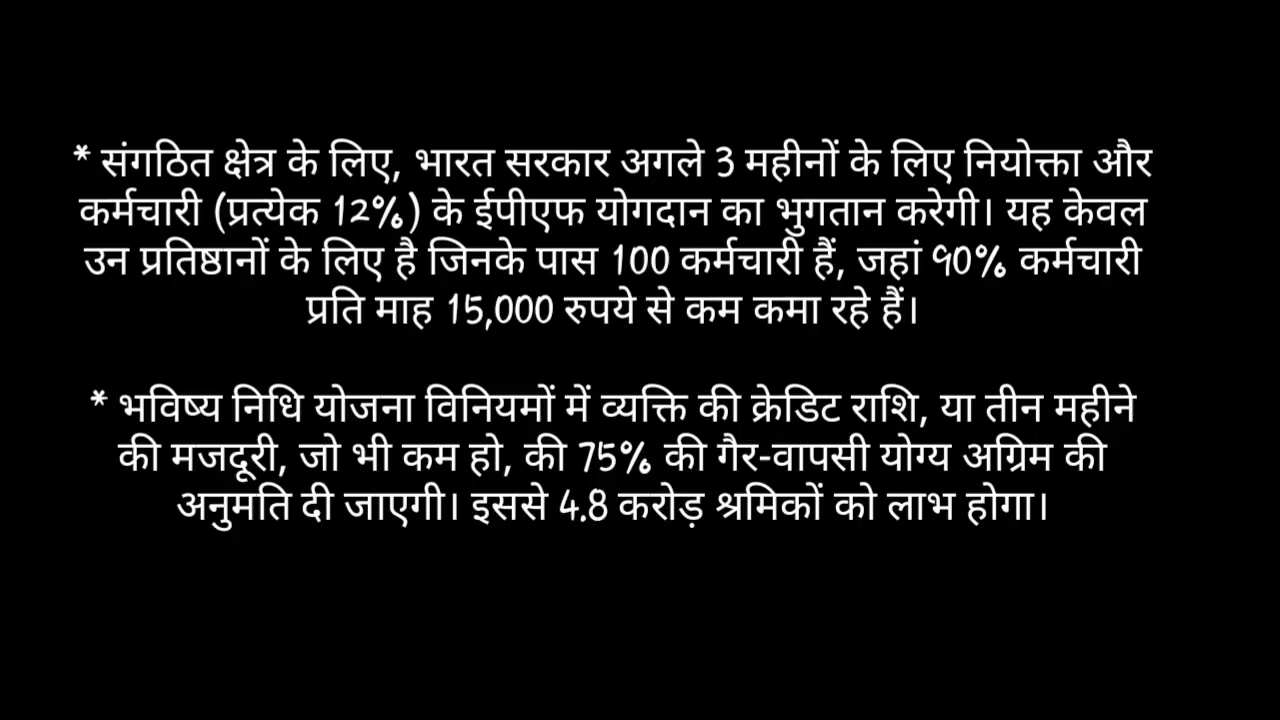 * संगठित क्षेत्र के लिए, भारत सरकार अगले 3 महीनों के लिए नियोक्ता और
कर्मचारी (प्रत्येक 12%) के ईपीएफ योगदान का भुगतान करेगी। यह केवल
उन प्रतिष्ठानों के लिए है जिनके पास 100 कर्मचारी हैं, जहां 90% कर्मचारी
प्रति माह 15,000 रुपये से कम कमा रहे हैं।
* भविष्य निधि योजना विनियमों में व्यक्ति की क्रेडिट राशि, या तीन महीने
की मजदूरी, जो भी कम हो, की 75% की गैर-वापसी योग्य अग्रिम की
अनुमति दी जाएगी। इससे 4.8 करोड़ श्रमिकों को लाभ होगा।